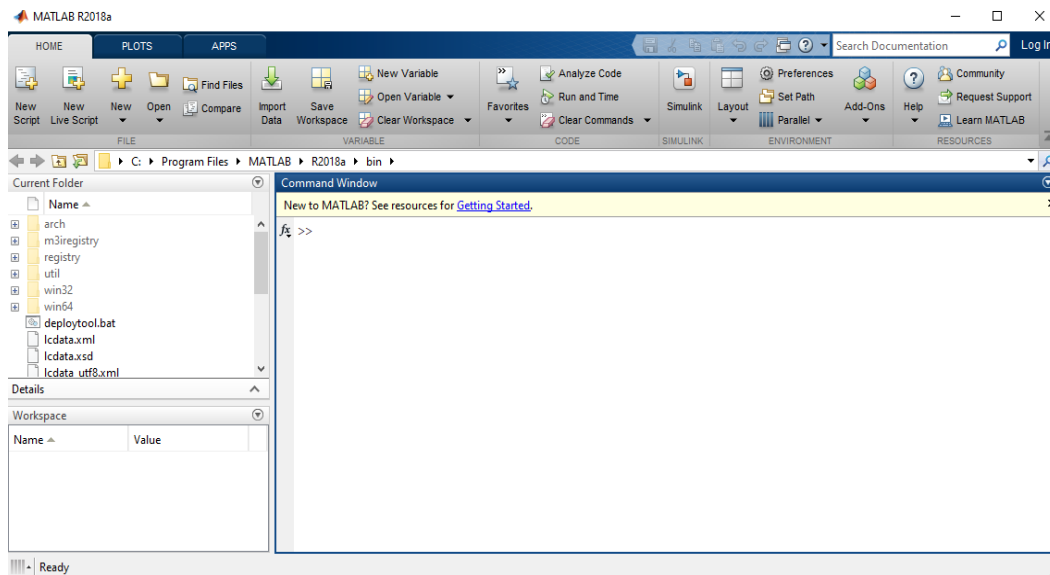 MATLAB R2018a
HOME PLOTS APPS
Search Documentation
Log In
New Script
New Live Script
New
Open
Find Files
Compare
FILE
Import Data
Save Workspace
New Variable
Open Variable
Clear Workspace
VARIABLE
Favorites
Analyze Code
Run and Time
Clear Commands
CODE
Simulink
SIMULINK
Layout
Preferences
Set Path
Parallel
Add-Ons
ENVIRONMENT
Help
Community
Request Support
Learn MATLAB
RESOURCES
C: Program Files MATLAB R2018a bin
Current Folder
Name
arch
m3iregistry
registry
util
win32
win64
deploytool.bat
lcdata.xml
lcdata.xsd
lcdata_utf8.xml
Details
Workspace
Name Value
Command Window
New to MATLAB? See resources for Getting Started.
fx >>
Ready